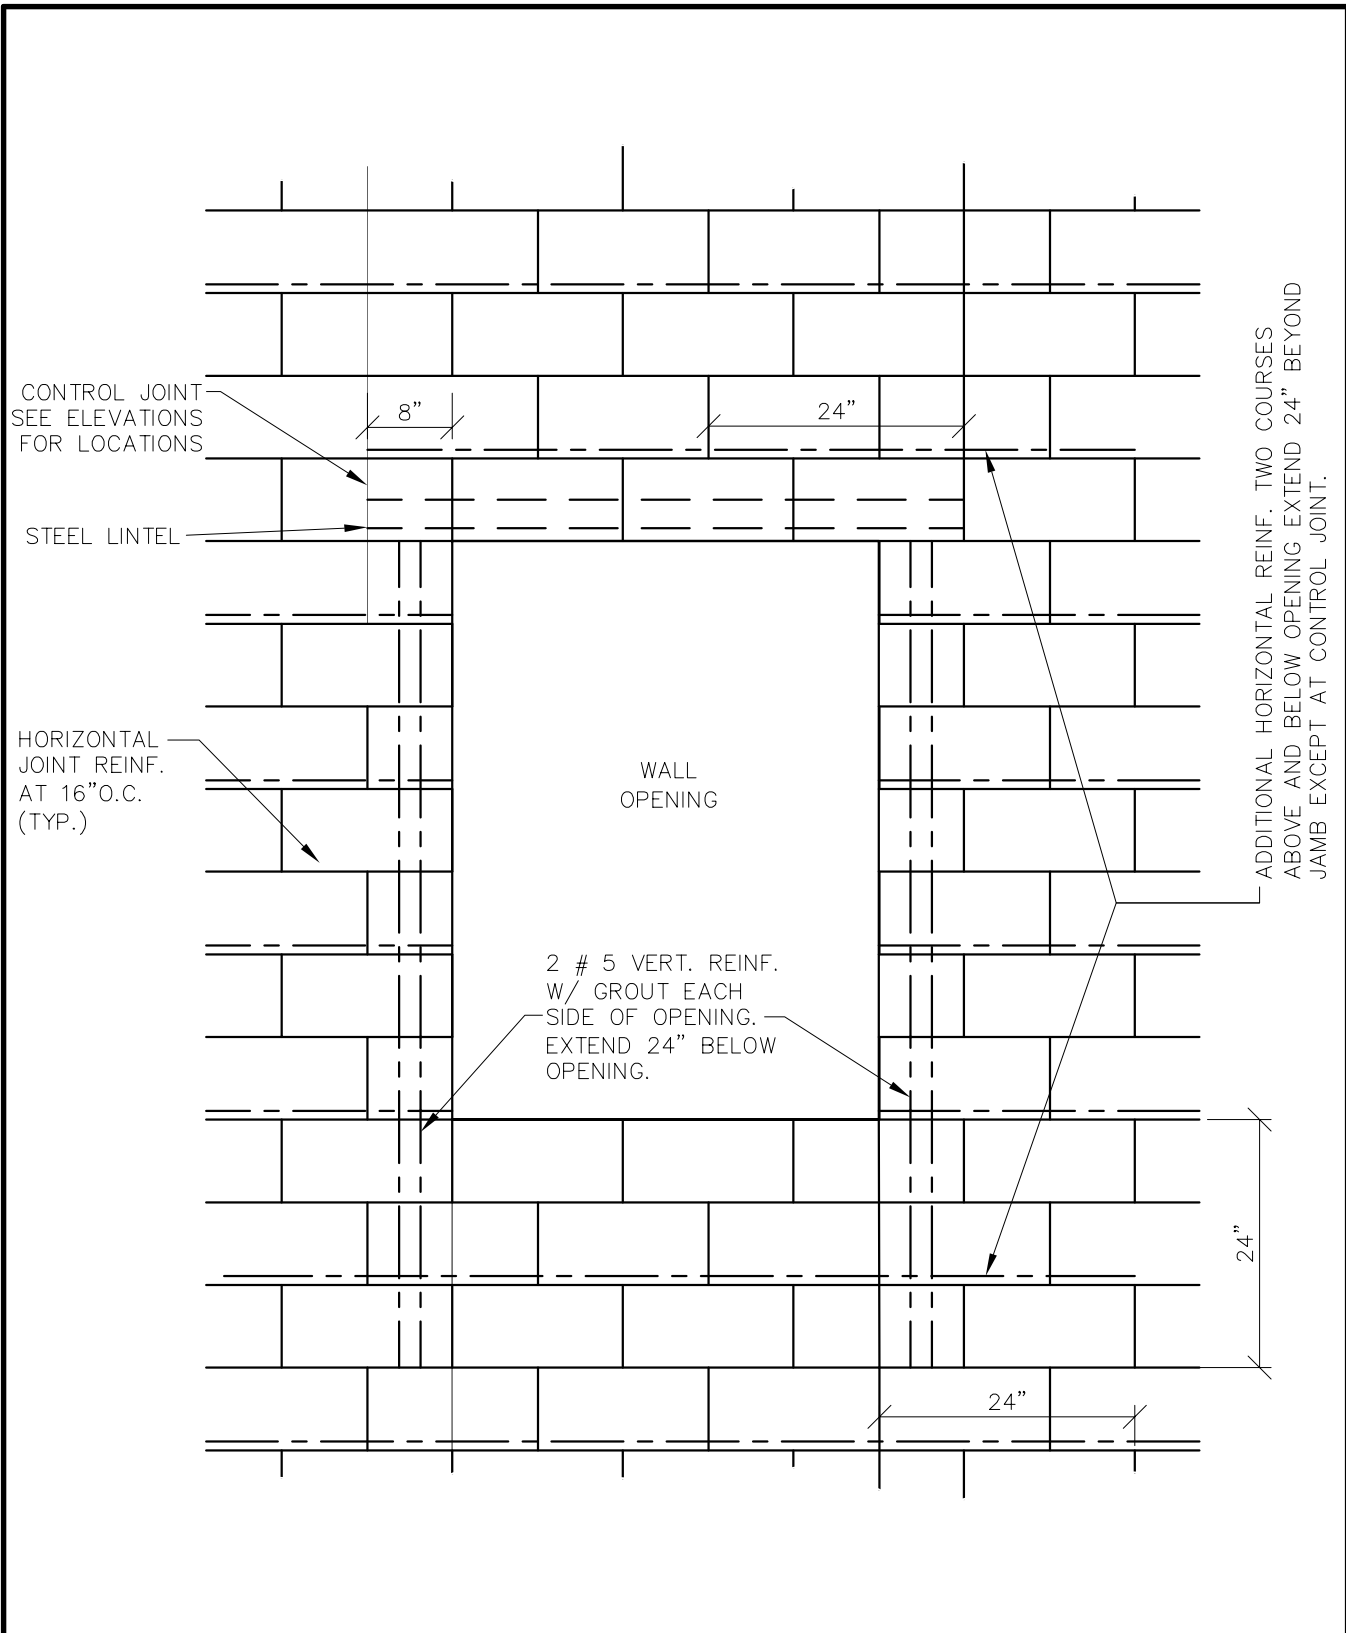 8”
24”
CONTROL JOINT
SEE ELEVATIONS
FOR LOCATIONS
STEEL LINTEL
HORIZONTAL
JOINT REINF.
AT 16”O.C.
(TYP.)
WALL
OPENING
2 # 5 VERT. REINF.
W/ GROUT EACH
SIDE OF OPENING.
EXTEND 24” BELOW
OPENING.
ADDITIONAL HORIZONTAL REINF. TWO COURSES
ABOVE AND BELOW OPENING EXTEND 24” BEYOND
JAMB EXCEPT AT CONTROL JOINT.
24”
24”